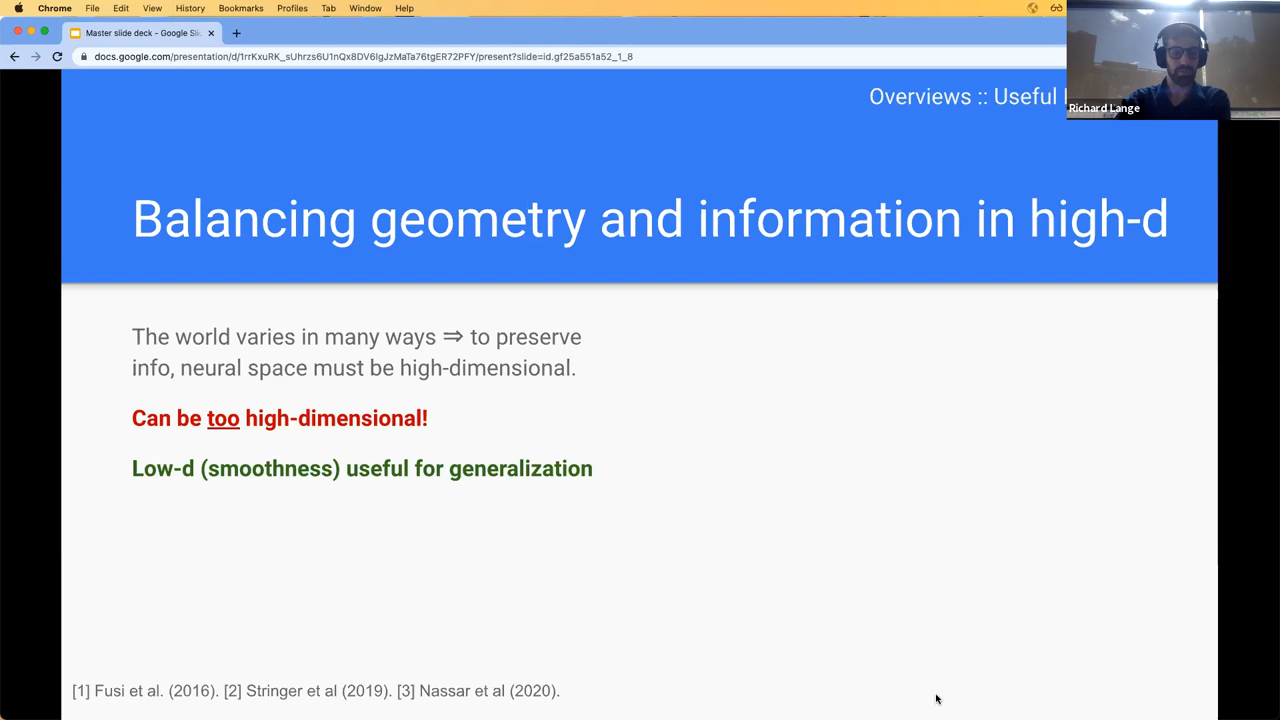 Chrome File Edit View History Bookmarks Profiles Tab Window Help
Master slide deck - Google Sli
docs.google.com/presentation/d/1rrKxuRK_sUhrzs6U1nQx8DV6IgJzMaTa76tgER72PFY/present?slide=id.gf25a551a52_1_8
Overviews :: Useful
Richard Lange
Balancing geometry and information in high-d
The world varies in many ways ⇒ to preserve
info, neural space must be high-dimensional.
Can be too high-dimensional!
Low-d (smoothness) useful for generalization
[1] Fusi et al. (2016). [2] Stringer et al (2019). [3] Nassar et al (2020).